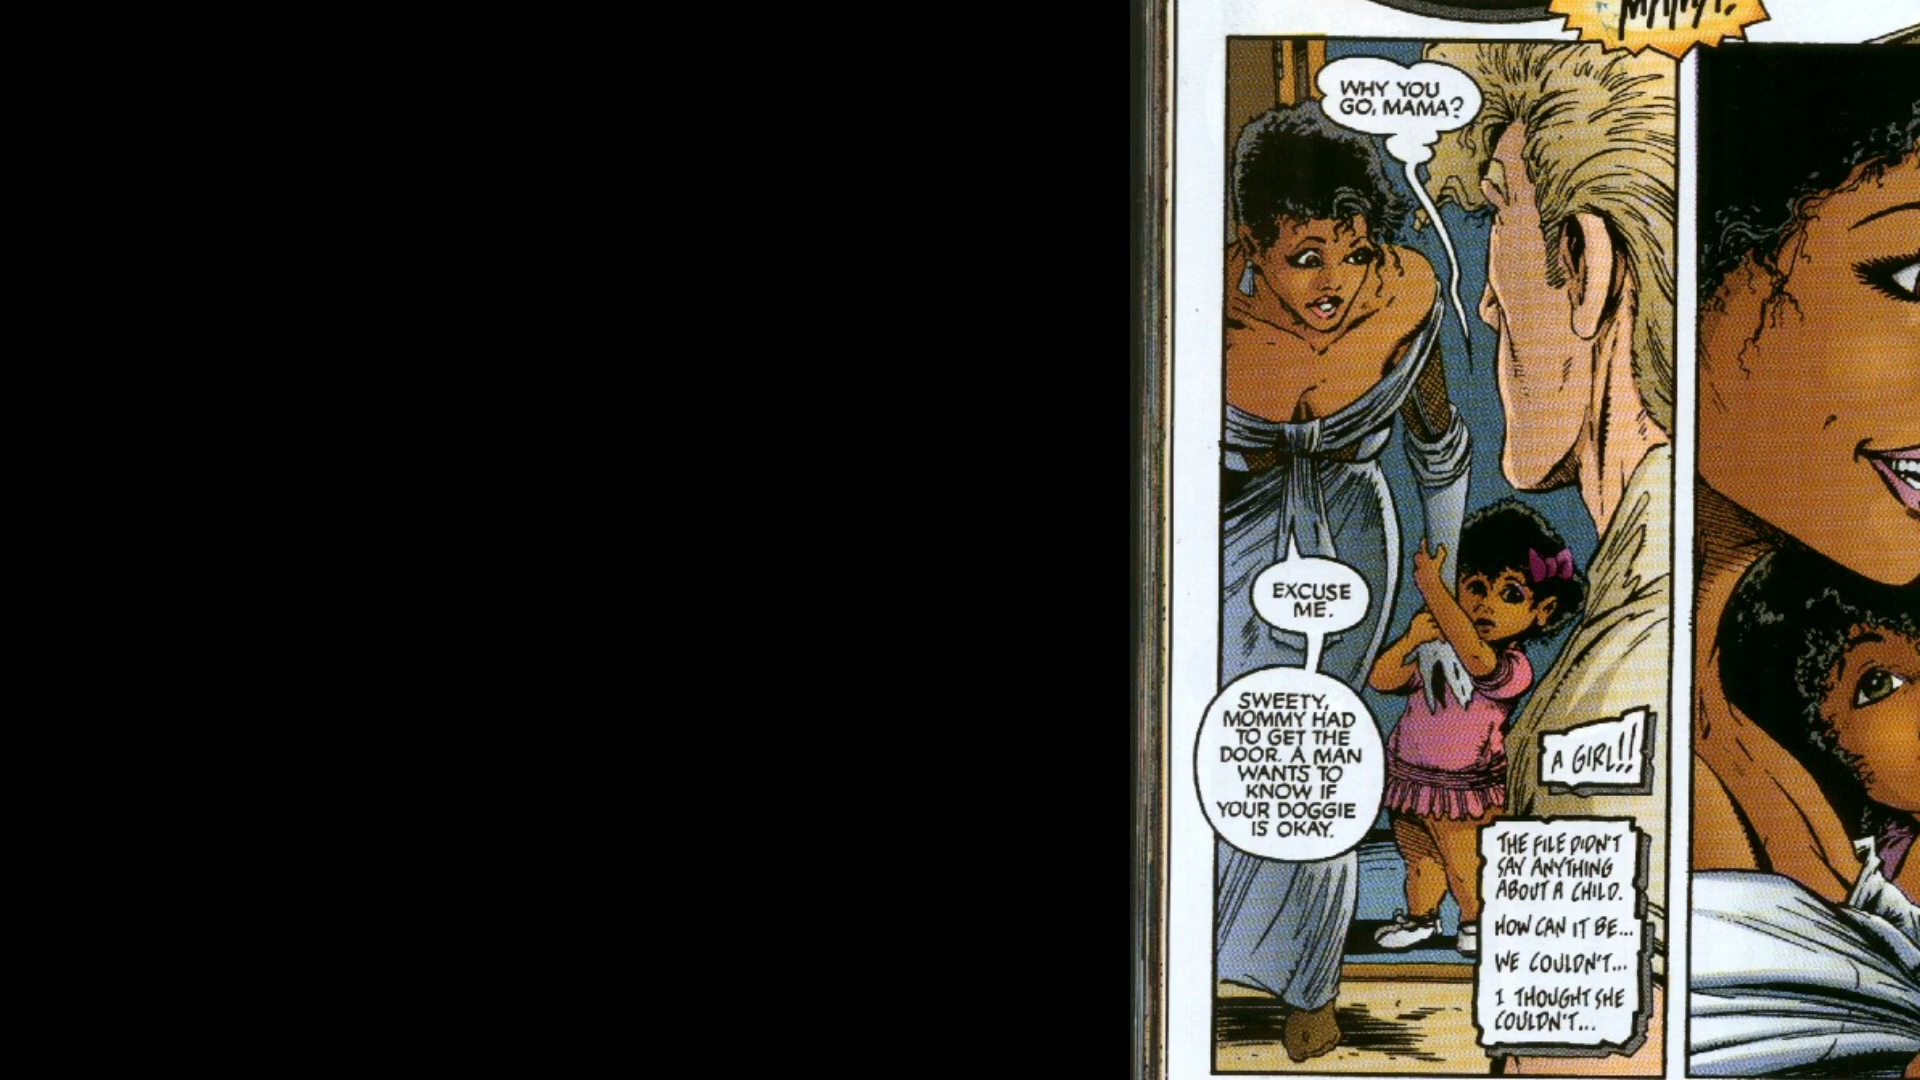 MAMA.
WHY YOU
GO, MAMA?
EXCUSE
ME.
SWEETY,
MOMMY HAD
TO GET THE
DOOR. A MAN
WANTS TO
KNOW IF
YOUR DOGGIE
IS OKAY.
A GIRL!!
THE FILE DIDN'T
SAY ANYTHING
ABOUT A CHILD.
HOW CAN IT BE...
WE COULDN'T...
I THOUGHT SHE
COULDN'T...